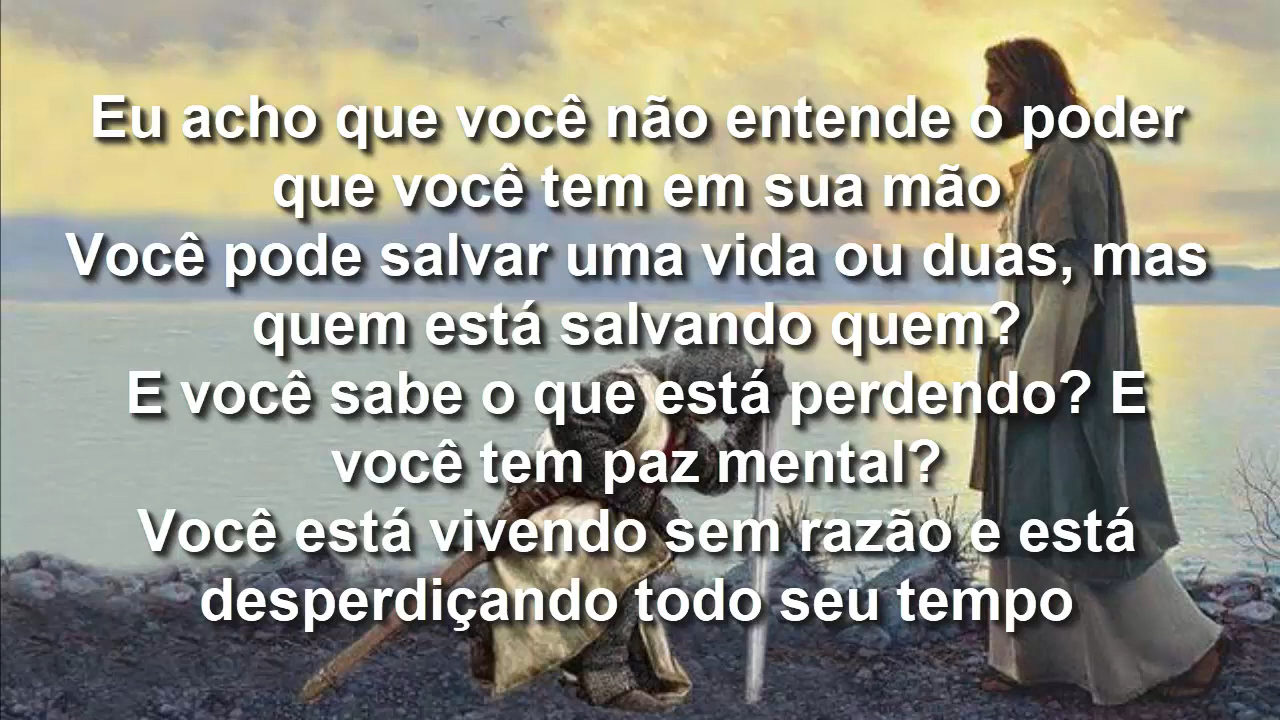 Eu acho que você não entende o poder
que você tem em sua mão
Você pode salvar uma vida ou duas, mas
quem está salvando quem?
E você sabe o que está perdendo? E
você tem paz mental?
Você está vivendo sem razão e está
desperdiçando todo seu tempo